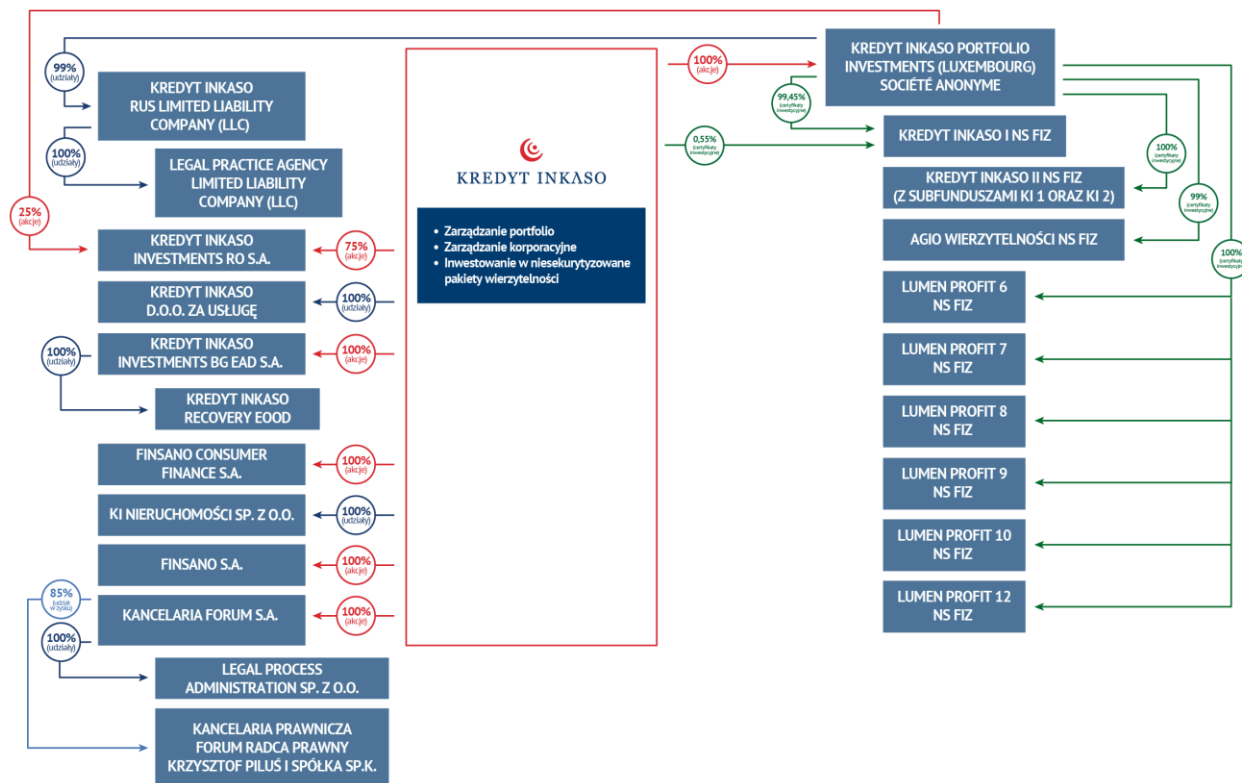 99%
(udziały)
KREDYT INKASO
RUS LIMITED LIABILITY
COMPANY (LLC)
100%
(udziały)
LEGAL PRACTICE AGENCY
LIMITED LIABILITY
COMPANY (LLC)
25%
(akcje)
KREDYT INKASO
INVESTMENTS RO S.A.
75%
(akcje)
KREDYT INKASO
D.O.O. ZA USŁUGĘ
100%
(udziały)
KREDYT INKASO
INVESTMENTS BG EAD S.A.
100%
(akcje)
100%
(udziały)
KREDYT INKASO
RECOVERY EOOD
FINSANO CONSUMER
FINANCE S.A.
100%
(akcje)
KI NIERUCHOMOŚCI SP. Z O.O.
100%
(udziały)
FINSANO S.A.
100%
(akcje)
85%
(udział
w zysku)
KANCELARIA FORUM S.A.
100%
(akcje)
100%
(udziały)
LEGAL PROCESS
ADMINISTRATION SP. Z O.O.
KANCELARIA PRAWNICZA
FORUM RADCA PRAWNY
KRZYSZTOF PILUŚ I SPÓŁKA SP.K.
KREDYT INKASO
• Zarządzanie portfolio
• Zarządzanie korporacyjne
• Inwestowanie w niesekurytyzowane
pakiety wierzytelności
100%
(akcje)
KREDYT INKASO PORTFOLIO
INVESTMENTS (LUXEMBOURG)
SOCIÉTÉ ANONYME
99,45%
(certyfikaty
inwestycyjne)
0,55%
(certyfikaty
inwestycyjne)
KREDYT INKASO I NS FIZ
100%
(certyfikaty
inwestycyjne)
KREDYT INKASO II NS FIZ
(Z SUBFUNDUSZAMI KI 1 ORAZ KI 2)
99%
(certyfikaty
inwestycyjne)
AGIO WIERZYTELNOŚCI NS FIZ
100%
(certyfikaty
inwestycyjne)
LUMEN PROFIT 6
NS FIZ
LUMEN PROFIT 7
NS FIZ
LUMEN PROFIT 8
NS FIZ
LUMEN PROFIT 9
NS FIZ
LUMEN PROFIT 10
NS FIZ
LUMEN PROFIT 12
NS FIZ